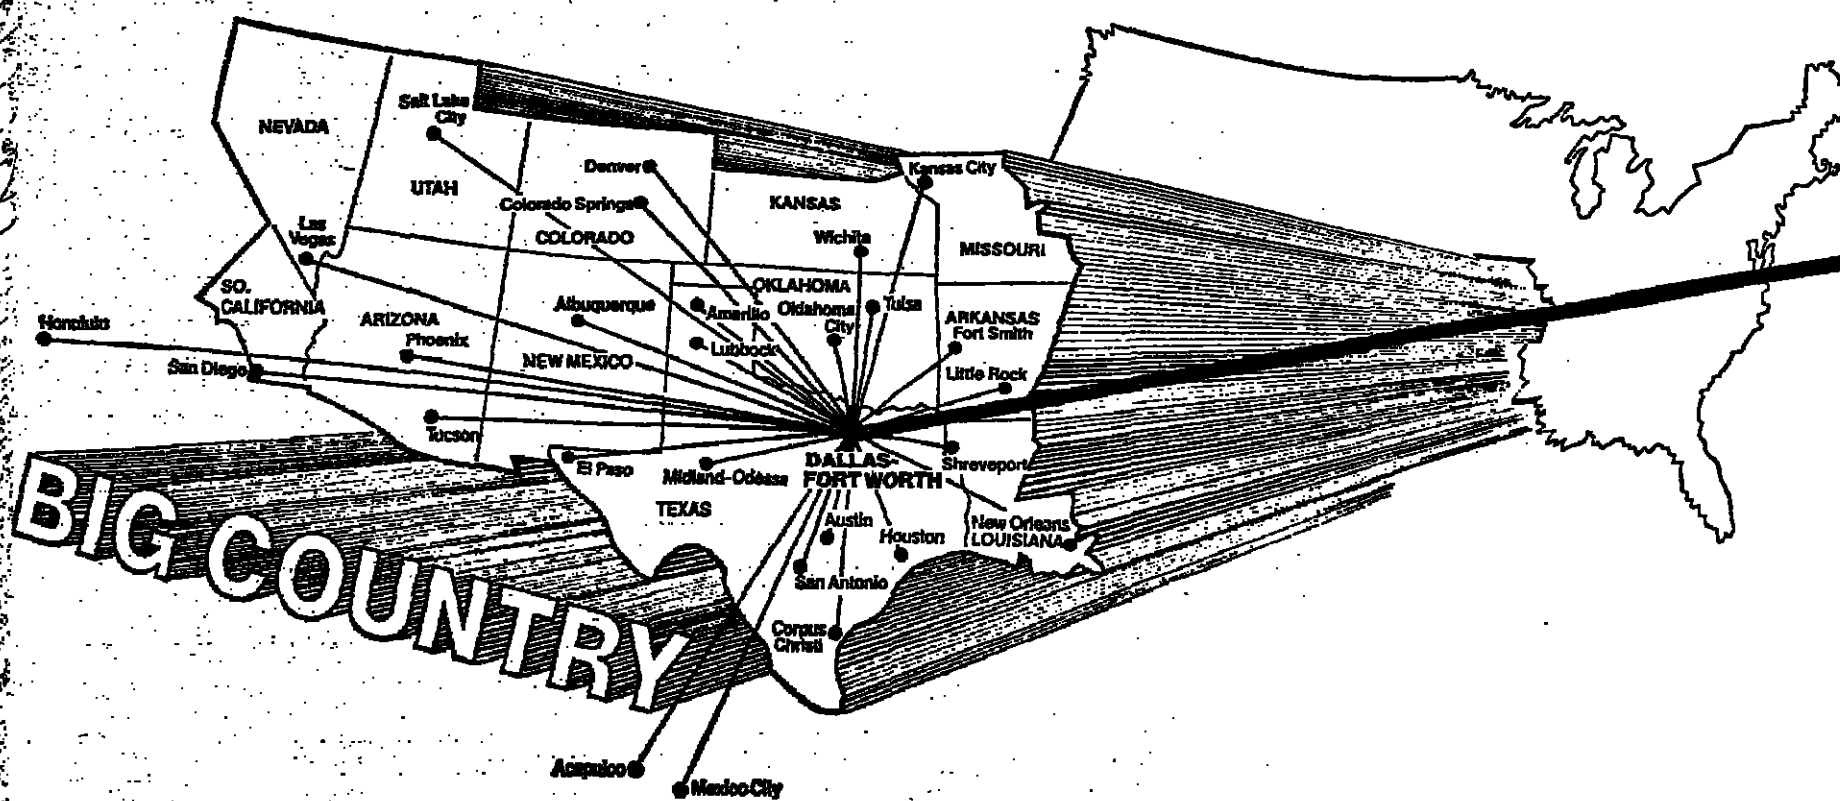 Salt Lake
City
NEVADA
Denver
Kansas City
UTAH
Colorado Springs
KANSAS
Las
Vegas
COLORADO
Wichita
MISSOURI
SO.
CALIFORNIA
OKLAHOMA
Albuquerque
Amarillo
Oklahoma
City
Tulsa
ARKANSAS
Fort Smith
Honolulu
ARIZONA
Phoenix
Lubbock
NEW MEXICO
San Diego
Little Rock
Tucson
El Paso
Midland-Odessa
DALLAS-
FORT WORTH
Shreveport
BIG COUNTRY
TEXAS
Austin
Houston
New Orleans
LOUISIANA
San Antonio
Corpus
Christi
Acapulco
Mexico City